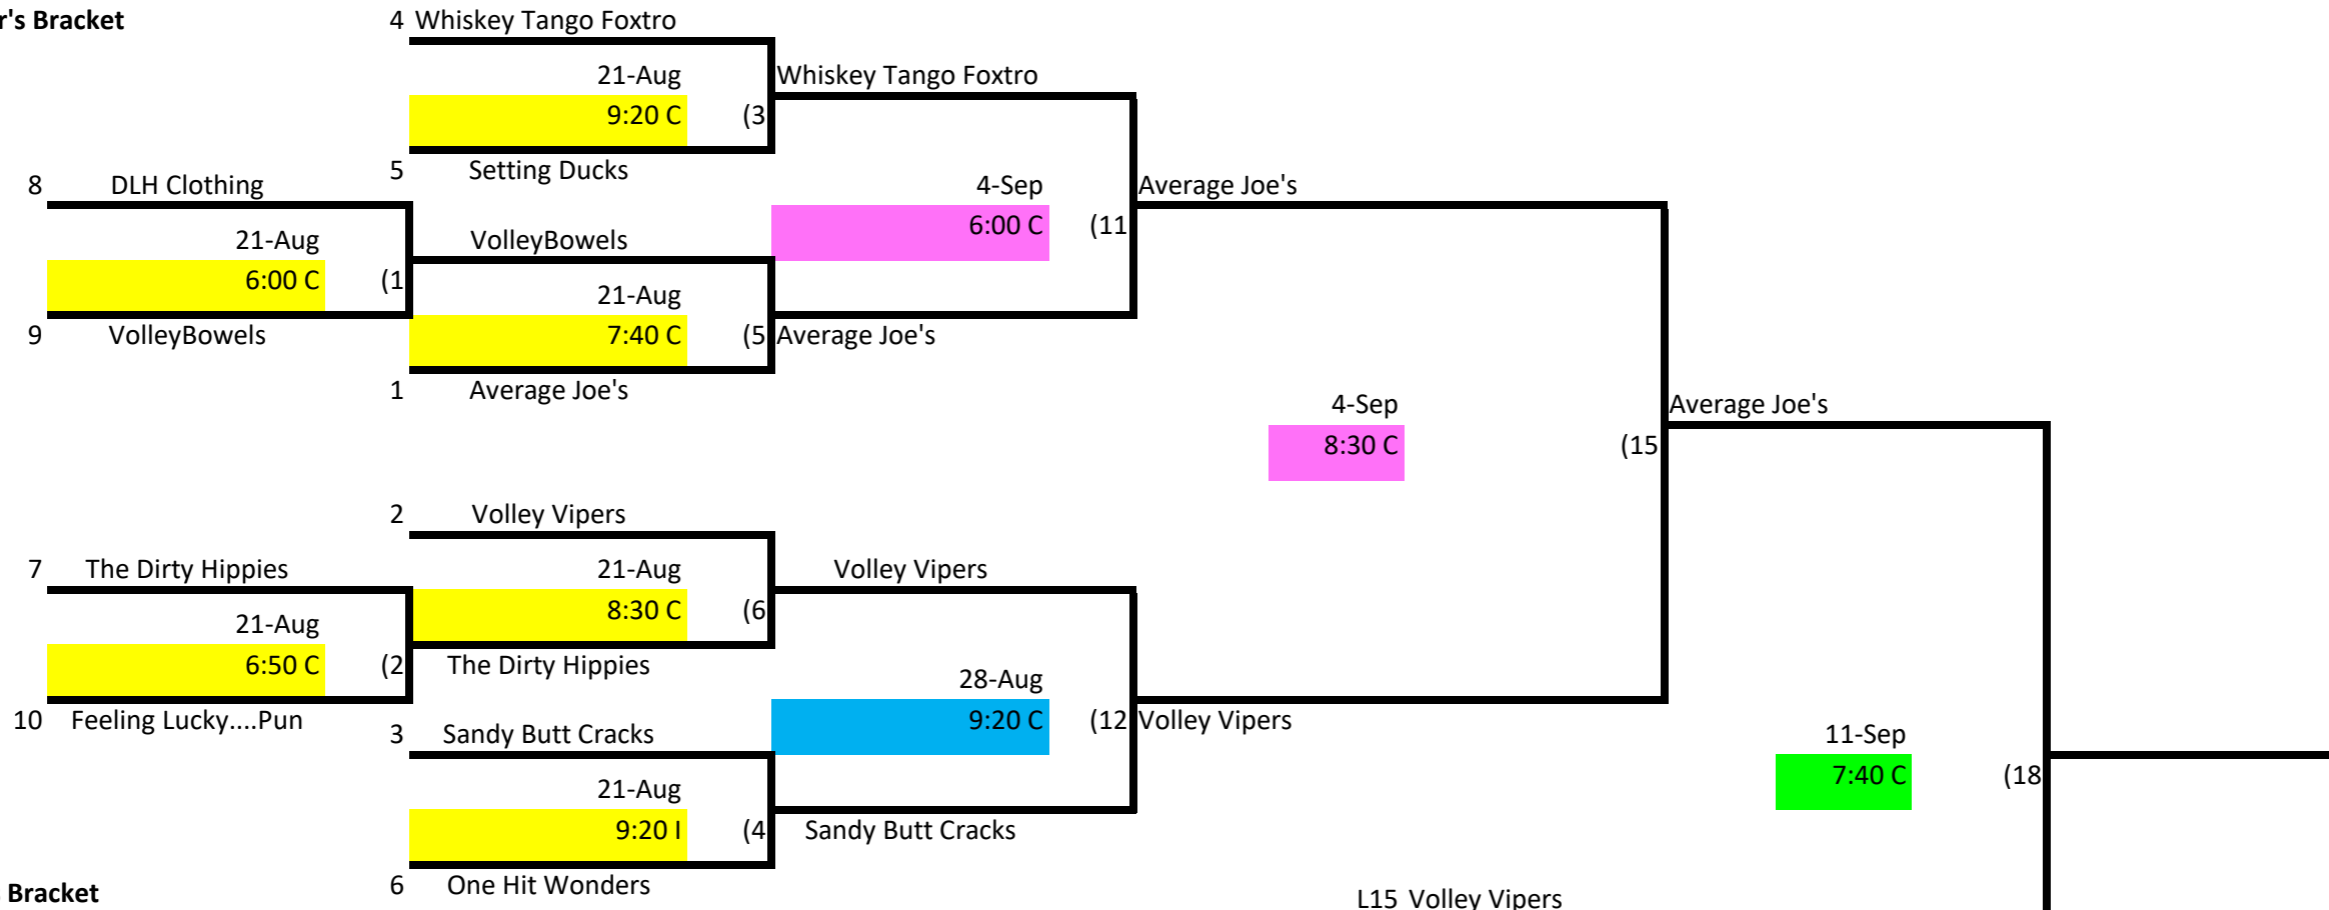 r's Bracket
4 Whiskey Tango Foxtro
21-Aug
Whiskey Tango Foxtro
9:20 C (3
5 Setting Ducks
8 DLH Clothing
4-Sep
Average Joe's
21-Aug
VolleyBowels
6:00 C (11
6:00 C (1
21-Aug
9 VolleyBowels
7:40 C (5
Average Joe's
1 Average Joe's
4-Sep
Average Joe's
8:30 C (15
2 Volley Vipers
7 The Dirty Hippies
21-Aug
Volley Vipers
21-Aug
8:30 C (6
6:50 C (2
The Dirty Hippies
28-Aug
10 Feeling Lucky....Pun
9:20 C (12
Volley Vipers
3 Sandy Butt Cracks
11-Sep
21-Aug
7:40 C (18
9:20 I (4
Sandy Butt Cracks
6 One Hit Wonders
Bracket
L15 Volley Vipers